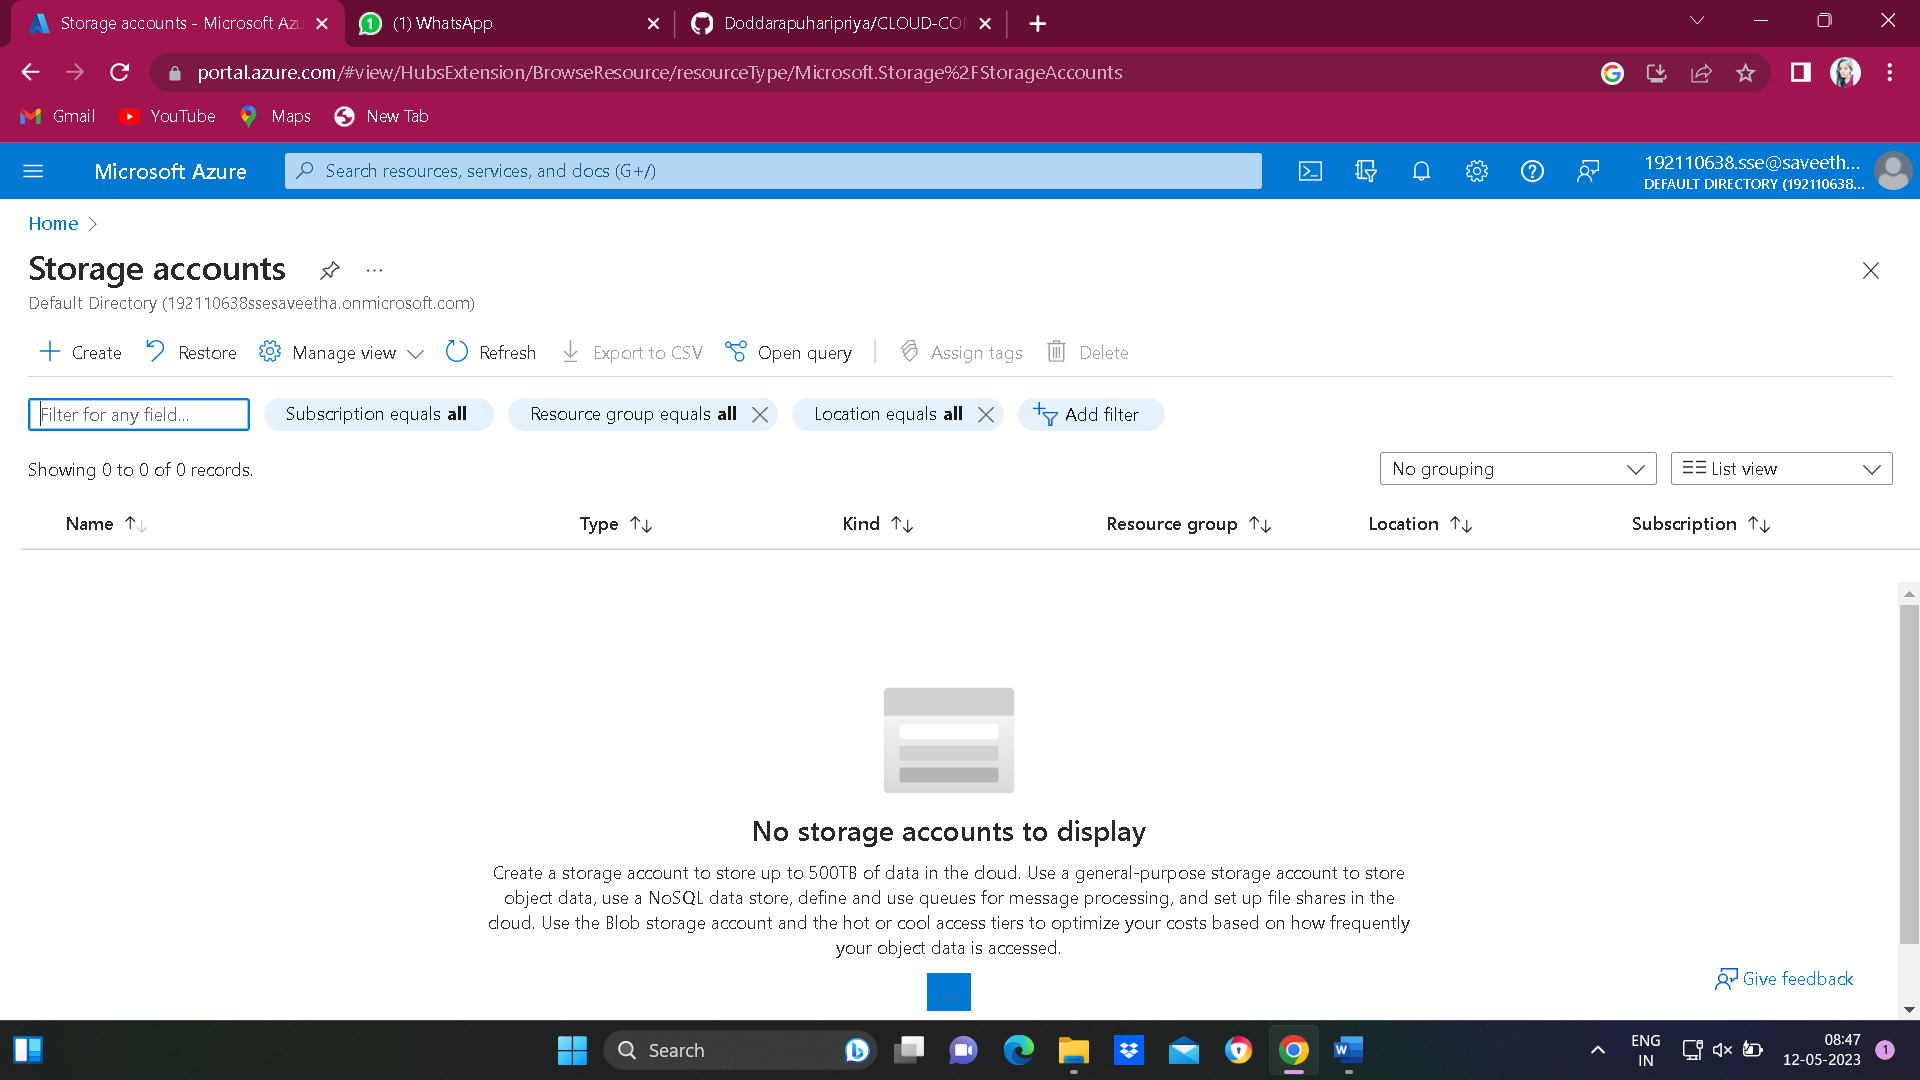 Storage accounts - Microsoft Azu
(1) WhatsApp
Doddarapuharipriya/CLOUD-COM
portal.azure.com/#view/HubsExtension/BrowseResource/resourceType/Microsoft.Storage%2FStorageAccounts
Gmail YouTube Maps New Tab
Microsoft Azure
Search resources, services, and docs (G+/)
192110638.sse@saveeth...
DEFAULT DIRECTORY (192110638...
Home
Storage accounts
Default Directory (192110638ssesaveetha.onmicrosoft.com)
Create Restore Manage view Refresh Export to CSV Open query Assign tags Delete
Filter for any field... Subscription equals all Resource group equals all Location equals all Add filter
Showing 0 to 0 of 0 records. No grouping List view
Name Type Kind Resource group Location Subscription
No storage accounts to display
Create a storage account to store up to 500TB of data in the cloud. Use a general-purpose storage account to store
object data, use a NoSQL data store, define and use queues for message processing, and set up file shares in the
cloud. Use the Blob storage account and the hot or cool access tiers to optimize your costs based on how frequently
your object data is accessed.
Give feedback
Search
ENG
IN
08:47
12-05-2023
1